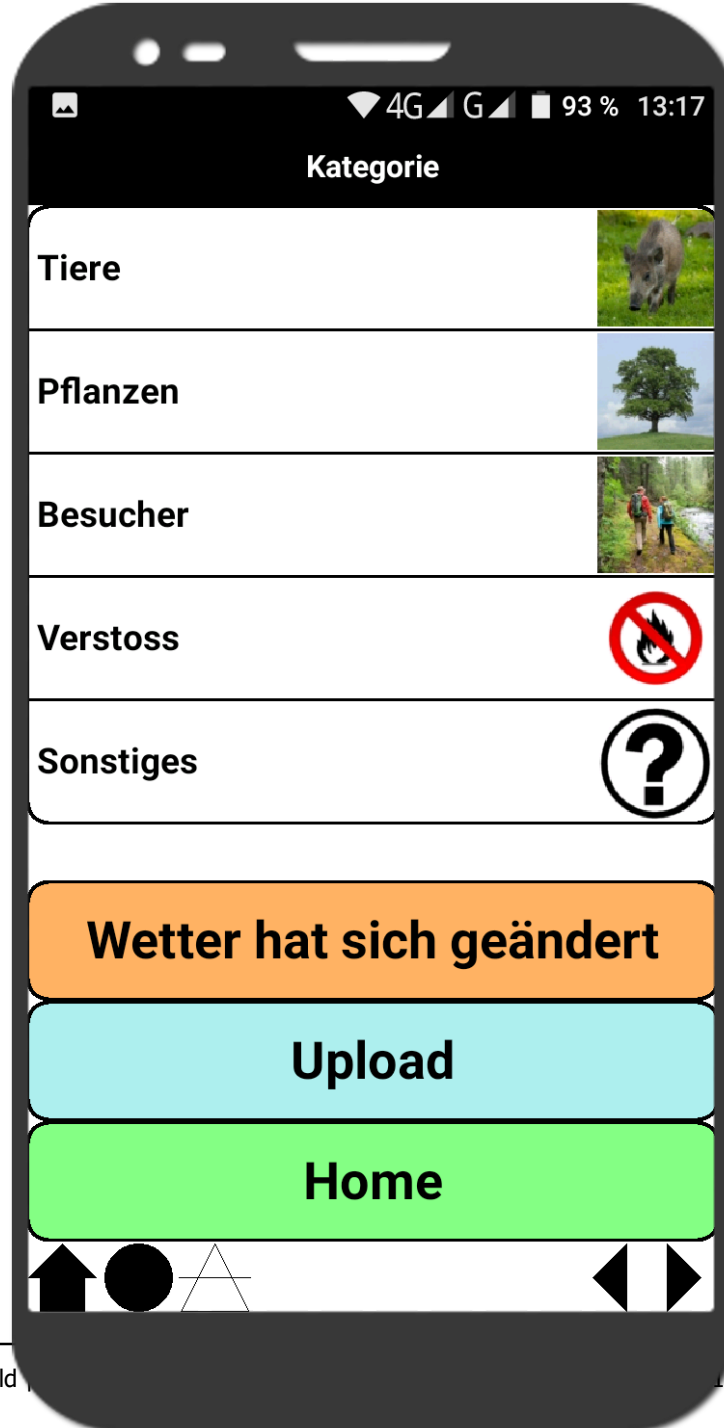 4G G 93 % 13:17
Kategorie
Tiere
Pflanzen
Besucher
Verstoss
Sonstiges
?
Wetter hat sich geändert
Upload
Home